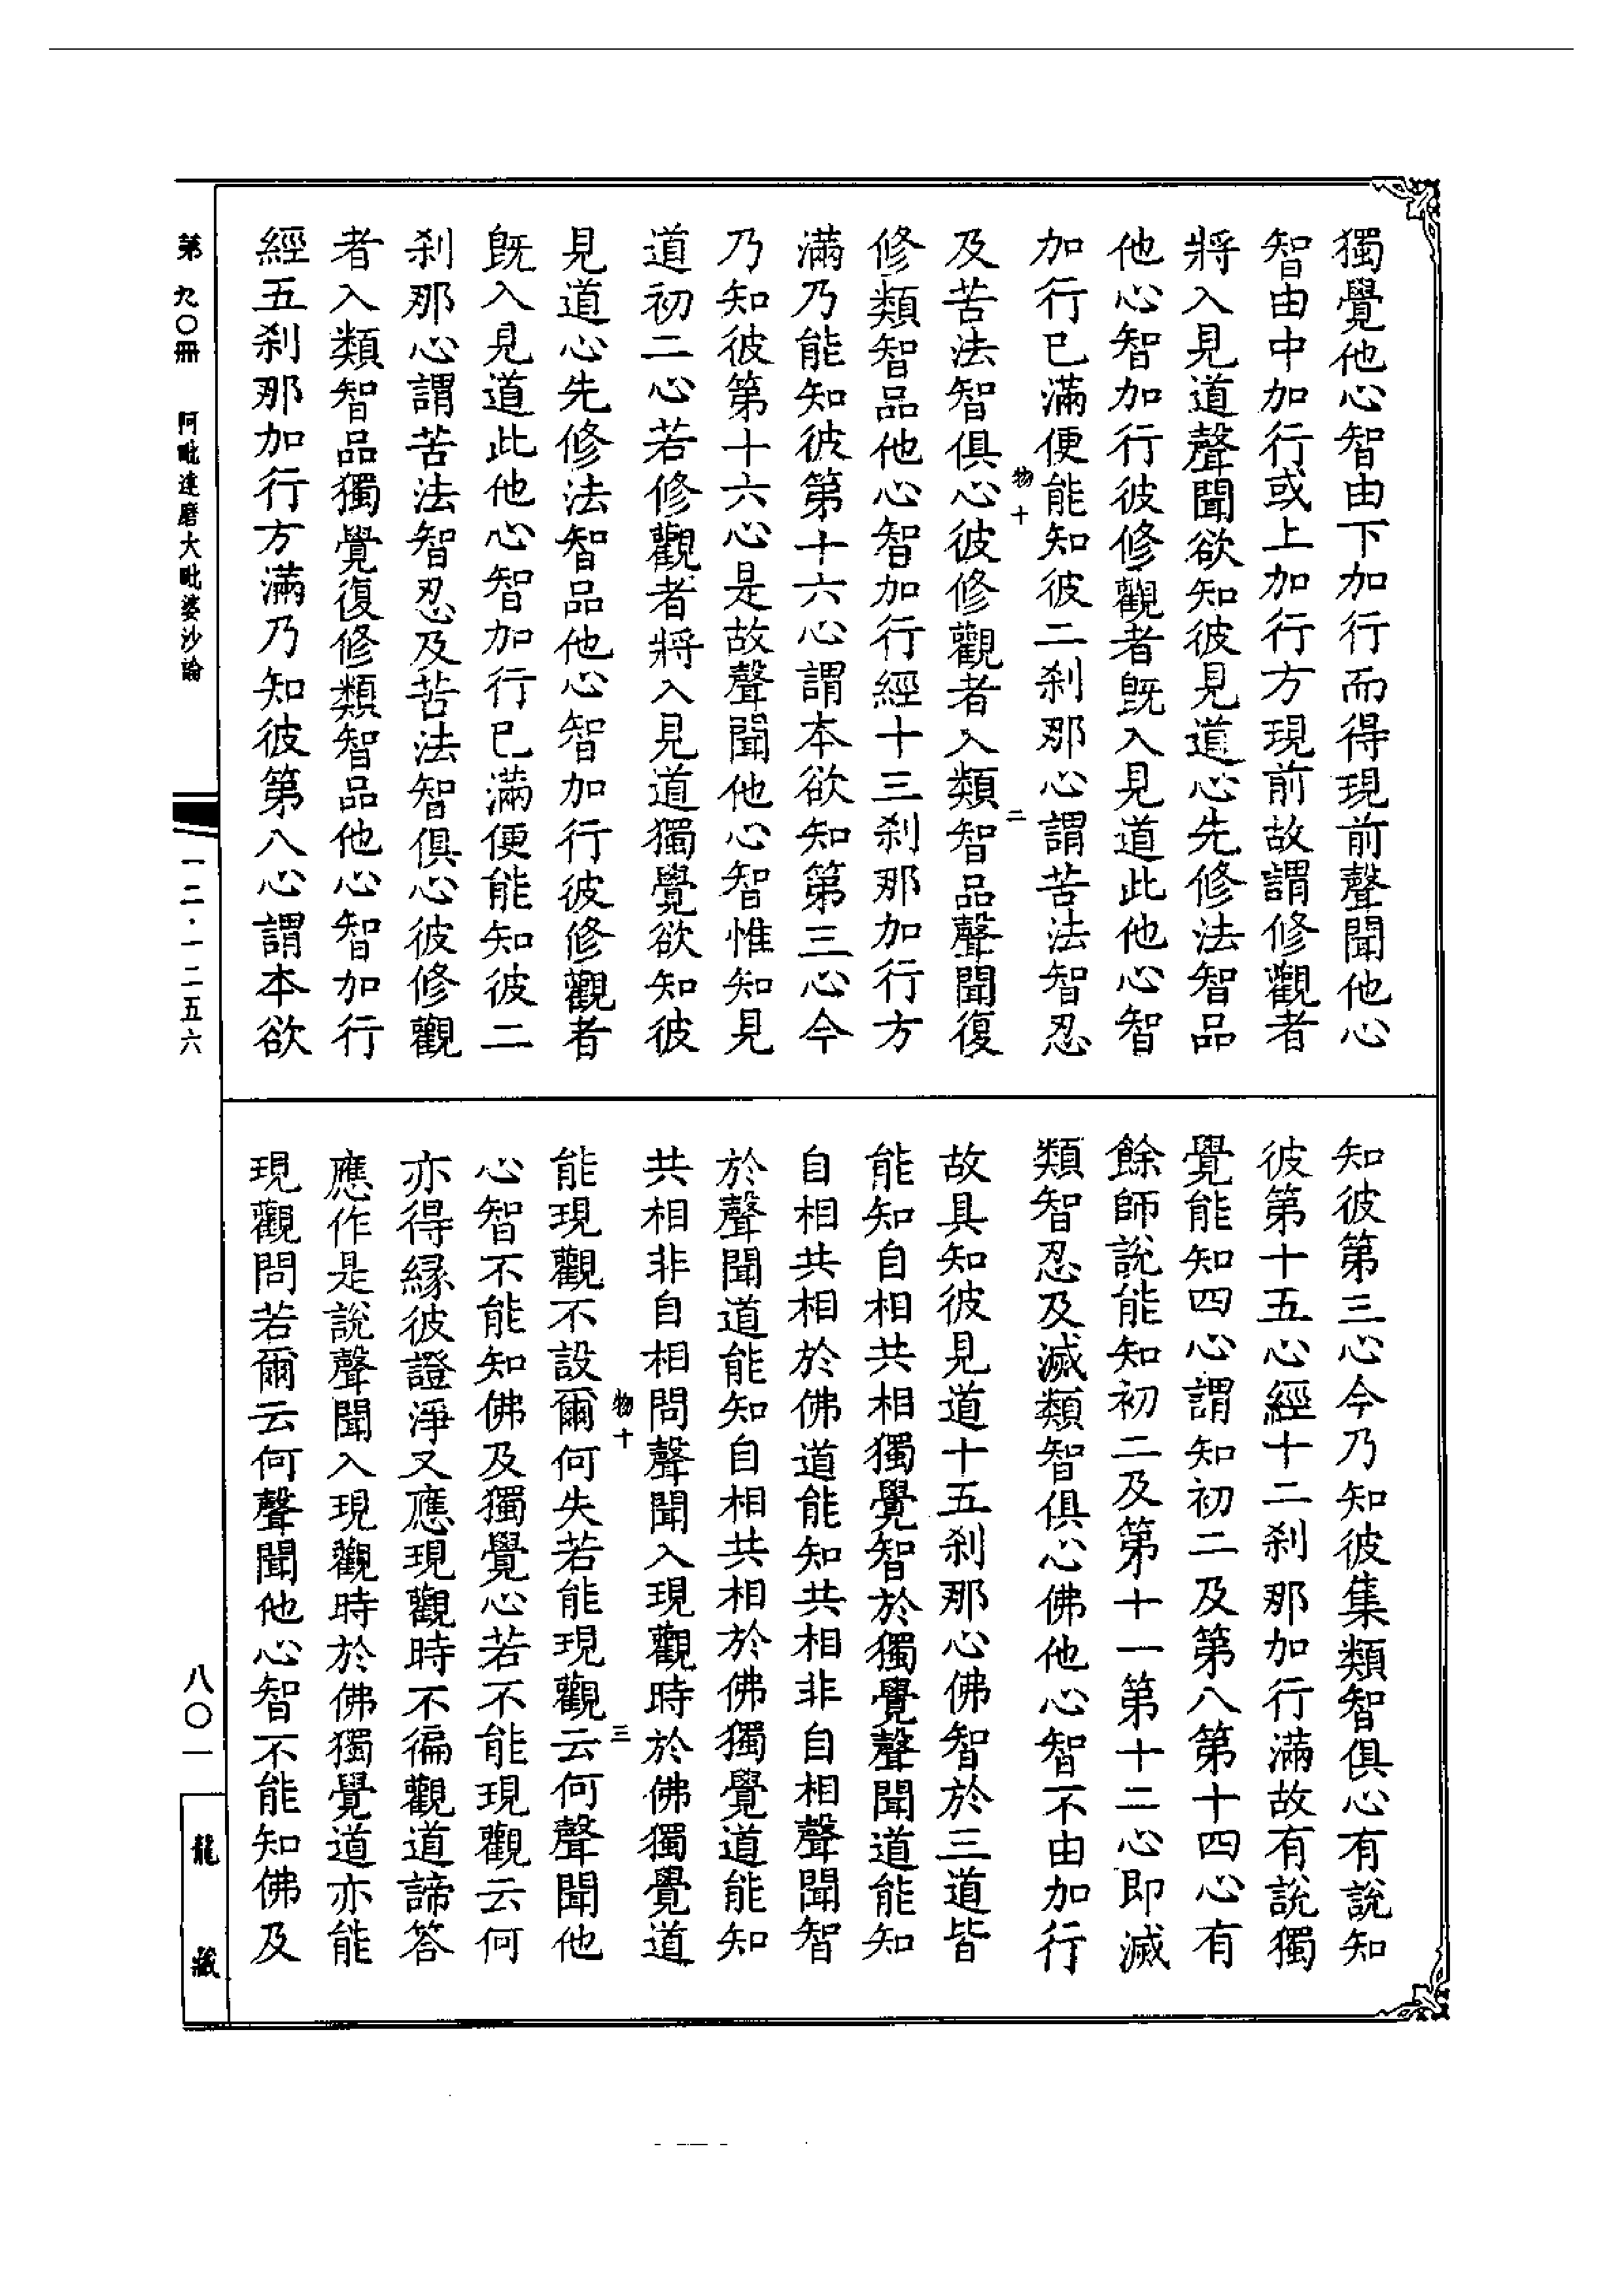 獨覺他心智由下加行而得現前聲聞他心
智由中加行或上加行方現前故謂修觀者
將入見道聲聞欲知彼見道心先修法智品
他心智加行彼修觀者既入見道此他心智
加行已滿便能知彼二剎那心謂苦法智忍
物十 二
及苦法智俱心彼修觀者入類智品聲聞復
修類智品他心智加行經十三剎那加行方
滿乃能知彼第十六心謂本欲知第三心今
乃知彼第十六心是故聲聞他心智惟知見
道初二心若修觀者將入見道獨覺欲知彼
見道心先修法智品他心智加行彼修觀者
既入見道此他心智加行已滿便能知彼二
剎那心謂苦法智忍及苦法智俱心彼修觀
者入類智品獨覺復修類智品他心智加行
經五剎那加行方滿乃知彼第八心謂本欲
知彼第三心今乃知彼集類智俱心有說知
彼第十五心經十二剎那加行滿故有說獨
覺能知四心謂知初二及第八第十四心有
餘師說能知初二及第十一第十二心即滅
類智忍及滅類智俱心佛他心智不由加行
故具知彼見道十五剎那心佛智於三道皆
能知自相共相獨覺智於獨覺聲聞道能知
自相共相於佛道能知共相非自相聲聞智
於聲聞道能知自相共相於佛獨覺道能知
共相非自相問聲聞入現觀時於佛獨覺道
物十 三
能現觀不設爾何失若能現觀云何聲聞他
心智不能知佛及獨覺心若不能現觀云何
亦得緣彼證淨又應現觀時不徧觀道諦答
應作是說聲聞入現觀時於佛獨覺道亦能
現觀問若爾云何聲聞他心智不能知佛及
第九〇冊 阿毗達磨大毗婆沙論
一二·一二五六
八〇一
龍藏